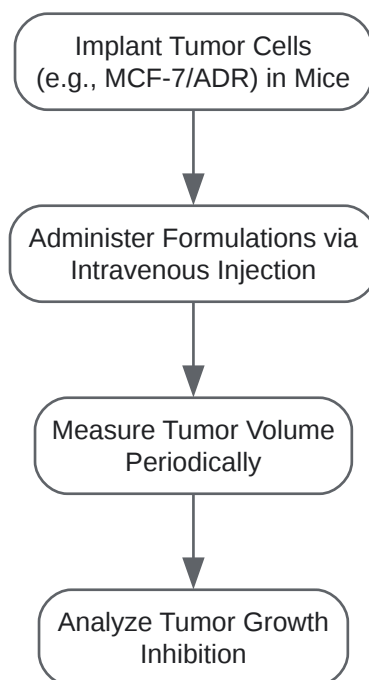 Implant Tumor Cells
(e.g., MCF-7/ADR) in Mice
Administer Formulations via
Intravenous Injection
Measure Tumor Volume
Periodically
Analyze Tumor Growth
Inhibition